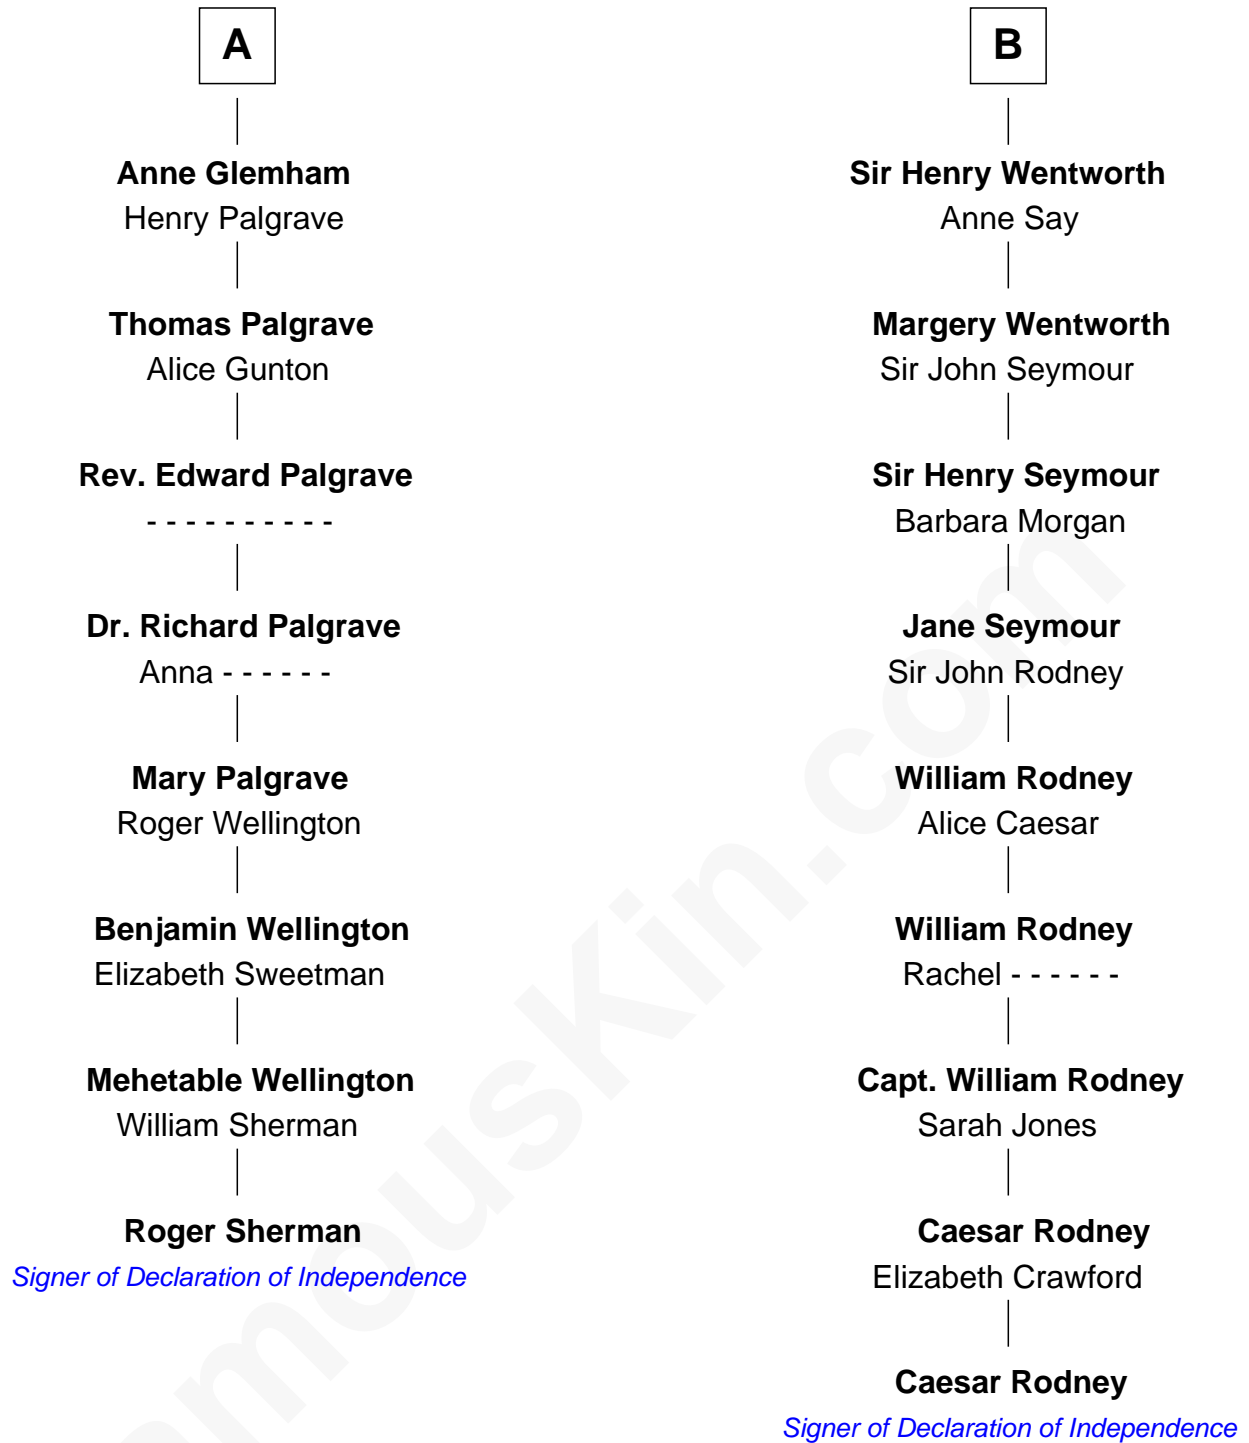 A
Anne Glemham
Henry Palgrave
Thomas Palgrave
Alice Gunton
Rev. Edward Palgrave
- - - - - - - - - -
Dr. Richard Palgrave
Anna - - - - - -
Mary Palgrave
Roger Wellington
Benjamin Wellington
Elizabeth Sweetman
Mehetable Wellington
William Sherman
Roger Sherman
Signer of Declaration of Independence
B
Sir Henry Wentworth
Anne Say
Margery Wentworth
Sir John Seymour
Sir Henry Seymour
Barbara Morgan
Jane Seymour
Sir John Rodney
William Rodney
Alice Caesar
William Rodney
Rachel - - - - - -
Capt. William Rodney
Sarah Jones
Caesar Rodney
Elizabeth Crawford
Caesar Rodney
Signer of Declaration of Independence
amouskin.com